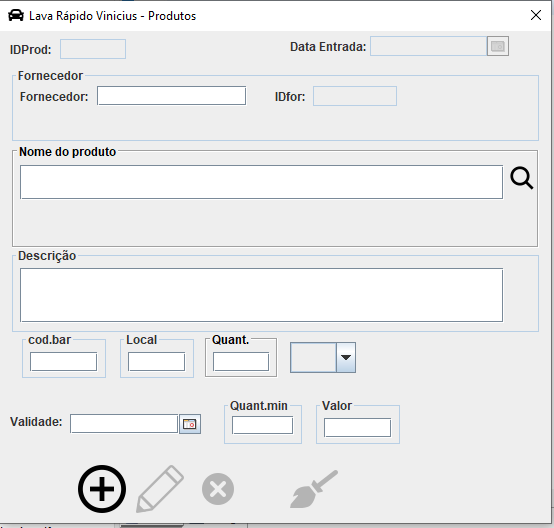 Lava Rápido Vinicius - Produtos
IDProd:
Data Entrada:
Fornecedor
Fornecedor:
IDfor:
Nome do produto
Descrição
cod.bar
Local
Quant.
Validade:
Quant.min
Valor